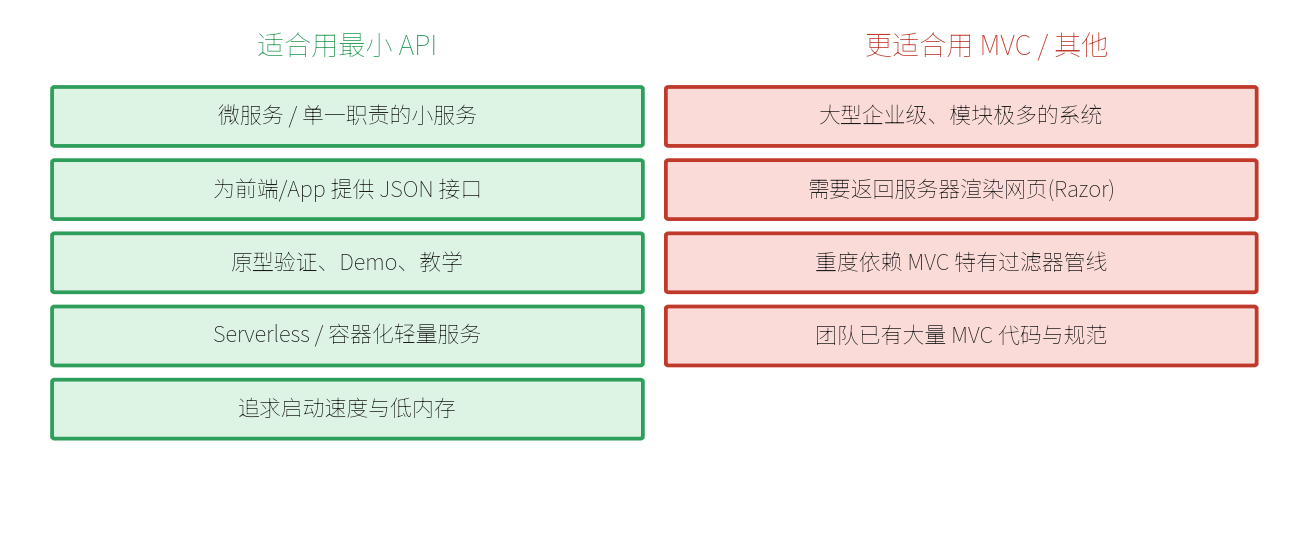 适合用最小 API
微服务 / 单一职责的小服务
为前端/App 提供 JSON 接口
原型验证、Demo、教学
Serverless / 容器化轻量服务
追求启动速度与低内存
更适合用 MVC / 其他
大型企业级、模块极多的系统
需要返回服务器渲染网页(Razor)
重度依赖 MVC 特有过滤器管线
团队已有大量 MVC 代码与规范